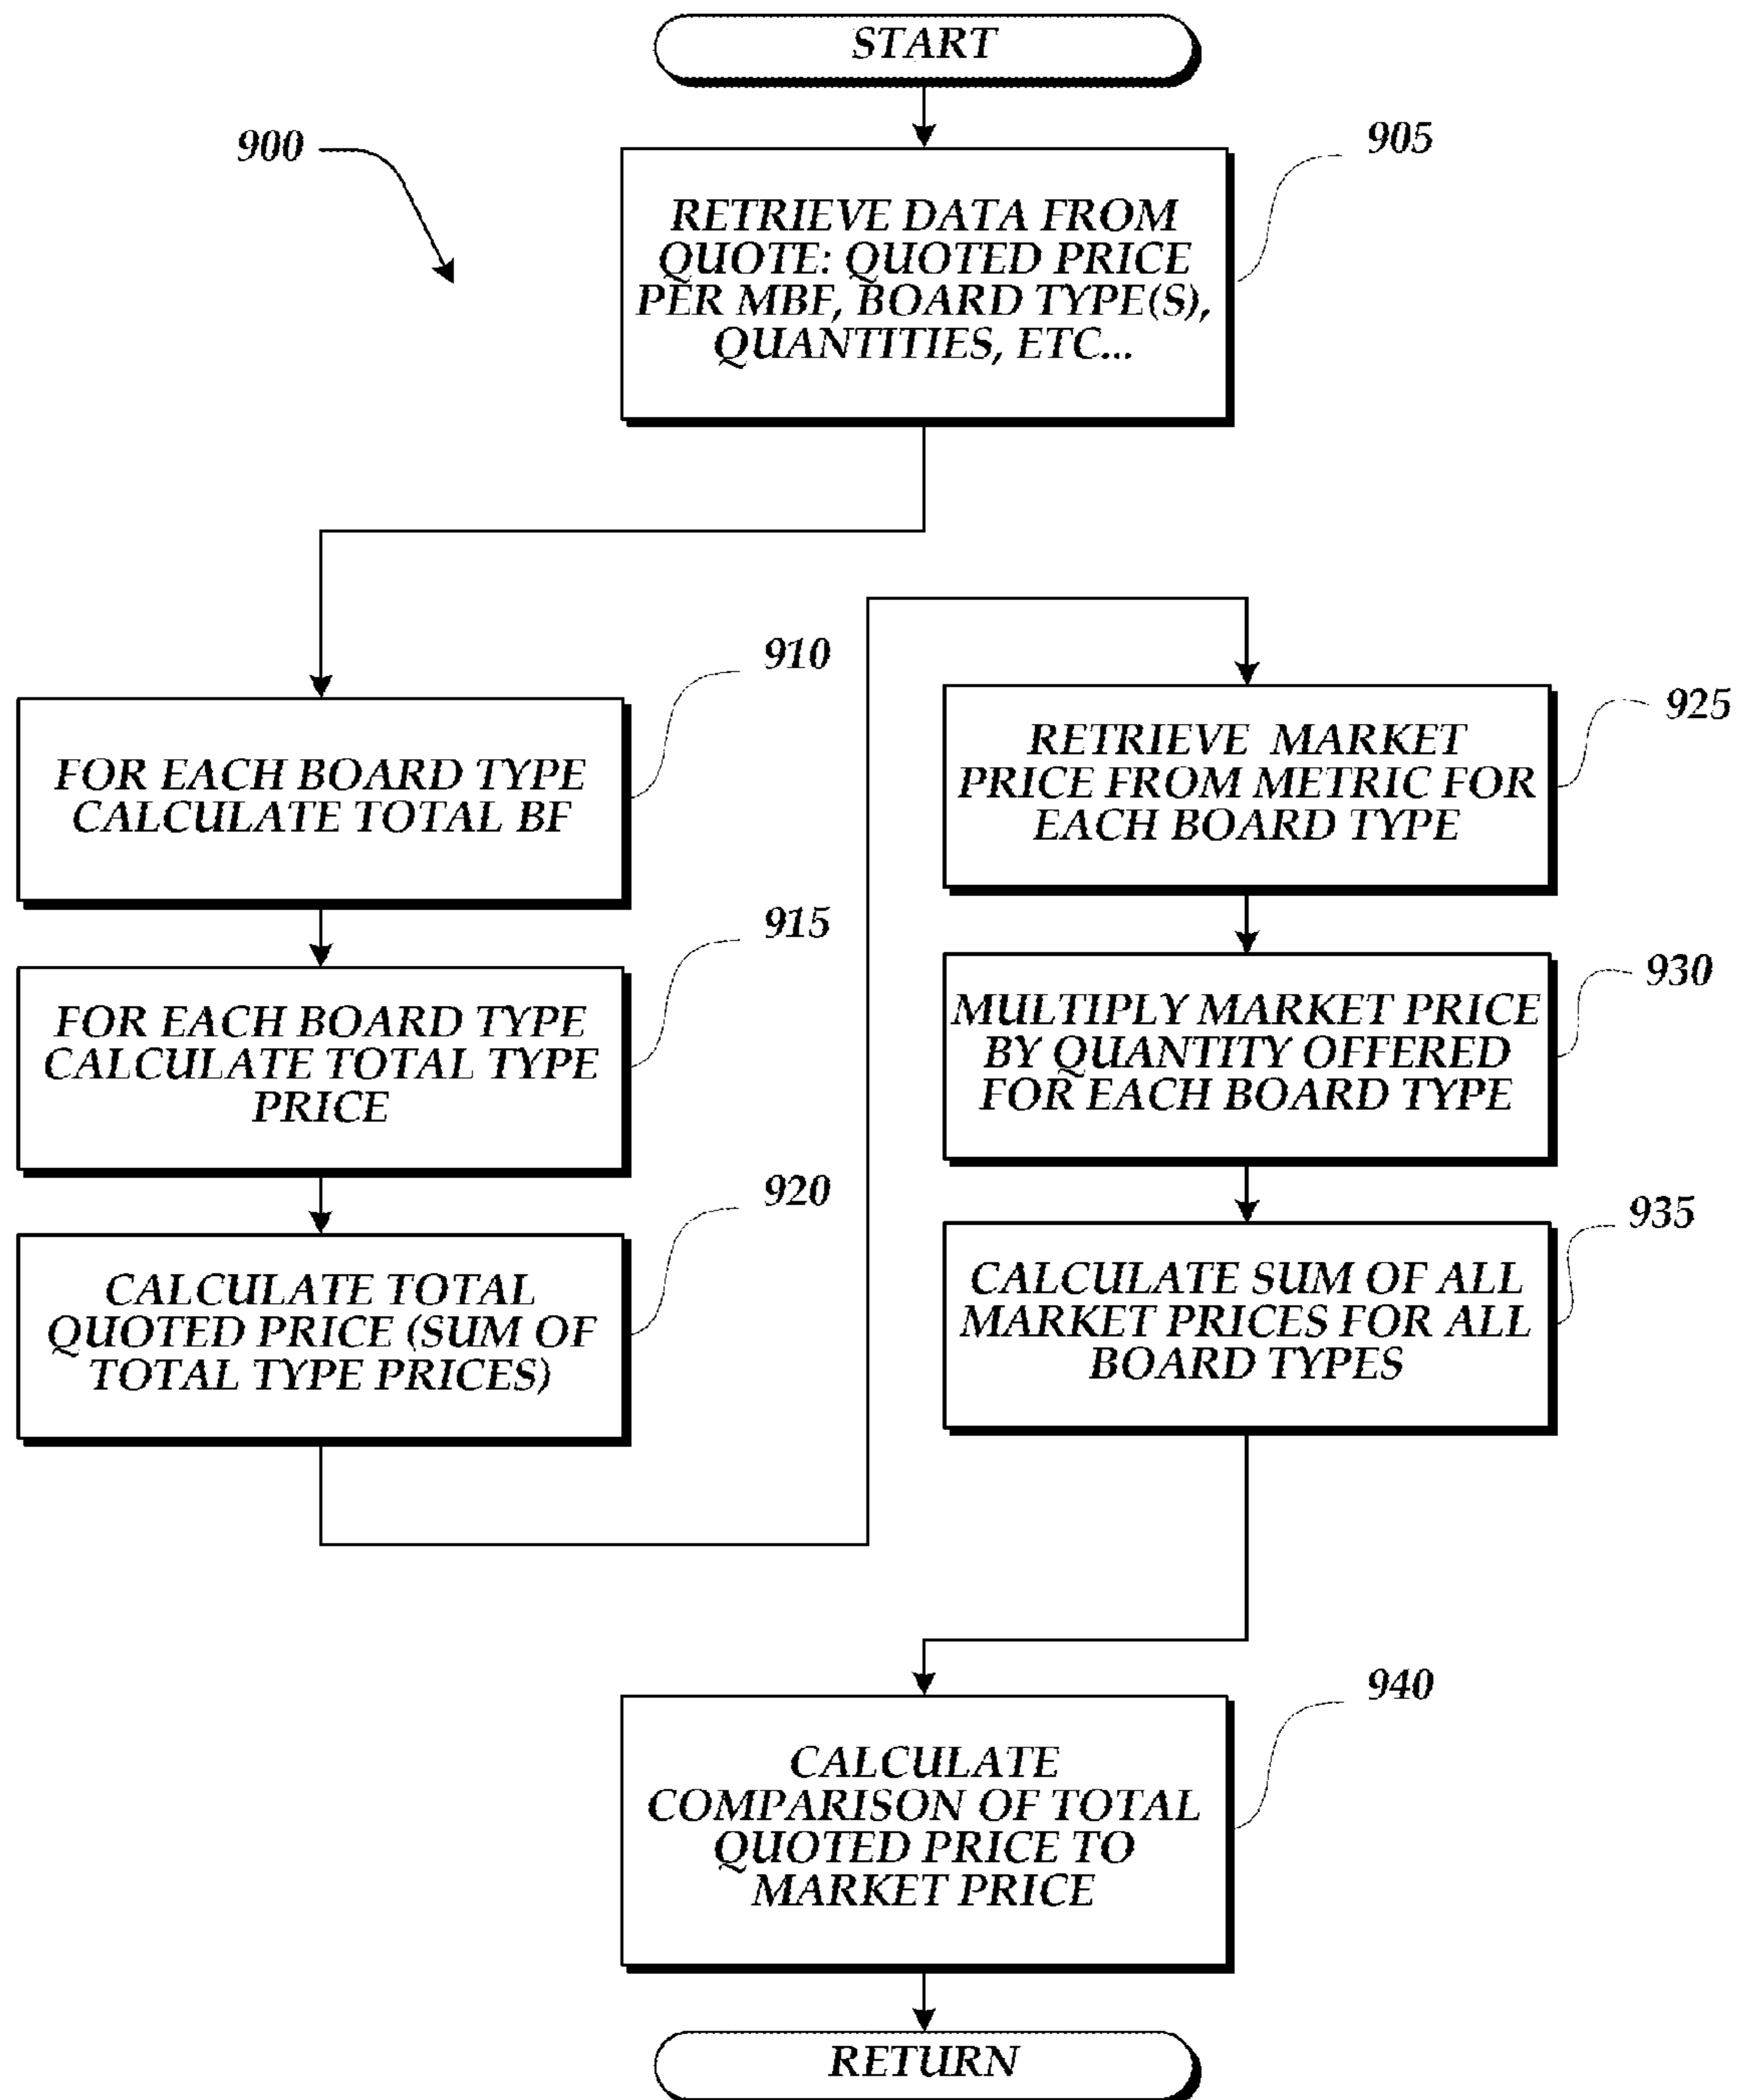 START
900
905
RETRIEVE DATA FROM
QUOTE: QUOTED PRICE
PER MBF, BOARD TYPE(S),
QUANTITIES, ETC...
910
FOR EACH BOARD TYPE
CALCULATE TOTAL BF
915
FOR EACH BOARD TYPE
CALCULATE TOTAL TYPE
PRICE
920
CALCULATE TOTAL
QUOTED PRICE (SUM OF
TOTAL TYPE PRICES)
925
RETRIEVE MARKET
PRICE FROM METRIC FOR
EACH BOARD TYPE
930
MULTIPLY MARKET PRICE
BY QUANTITY OFFERED
FOR EACH BOARD TYPE
935
CALCULATE SUM OF ALL
MARKET PRICES FOR ALL
BOARD TYPES
940
CALCULATE
COMPARISON OF TOTAL
QUOTED PRICE TO
MARKET PRICE
RETURN